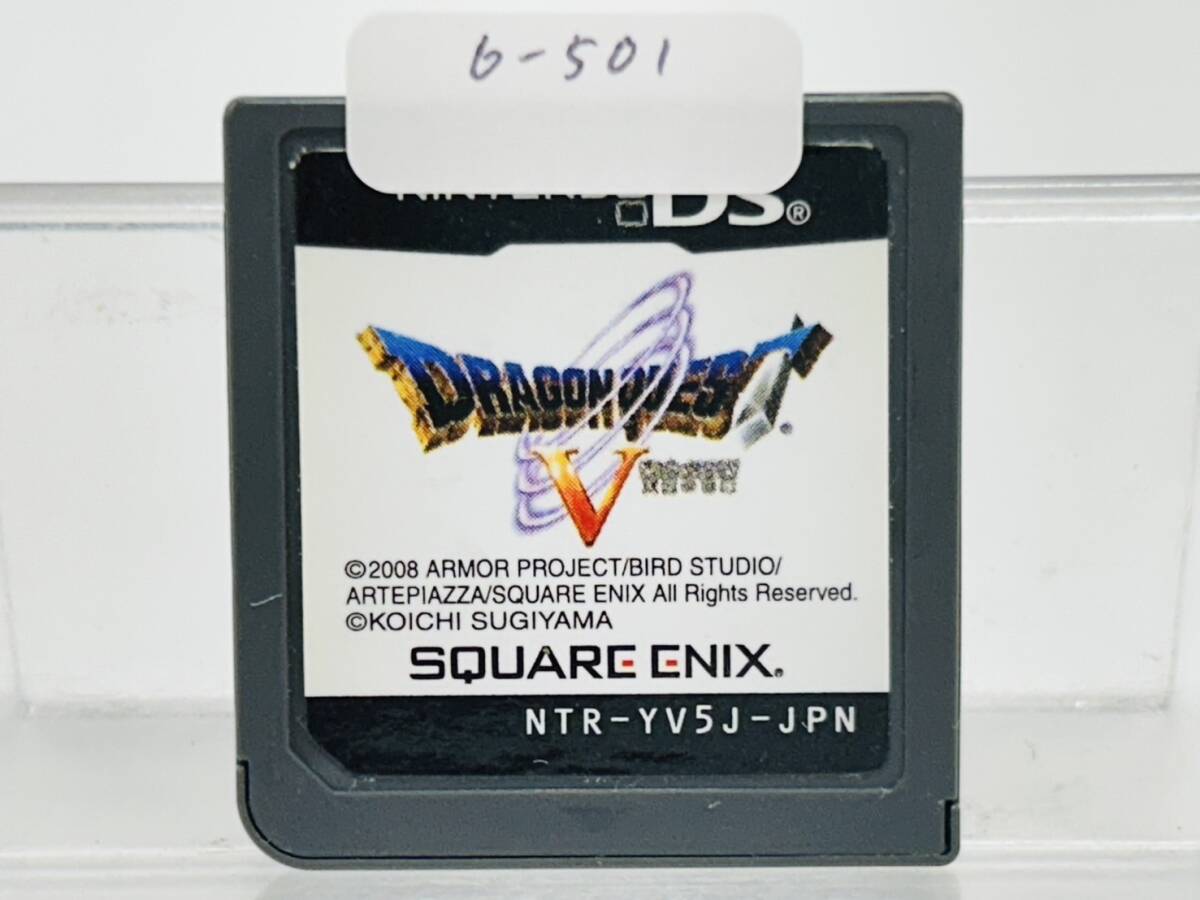 6-501
NINTENDO DS®
DRAGON QUEST®
V
©2008 ARMOR PROJECT/BIRD STUDIO/
ARTEPIAZZA/SQUARE ENIX All Rights Reserved.
©KOICHI SUGIYAMA
SQUARE ENIX®
NTR-YV5J-JPN